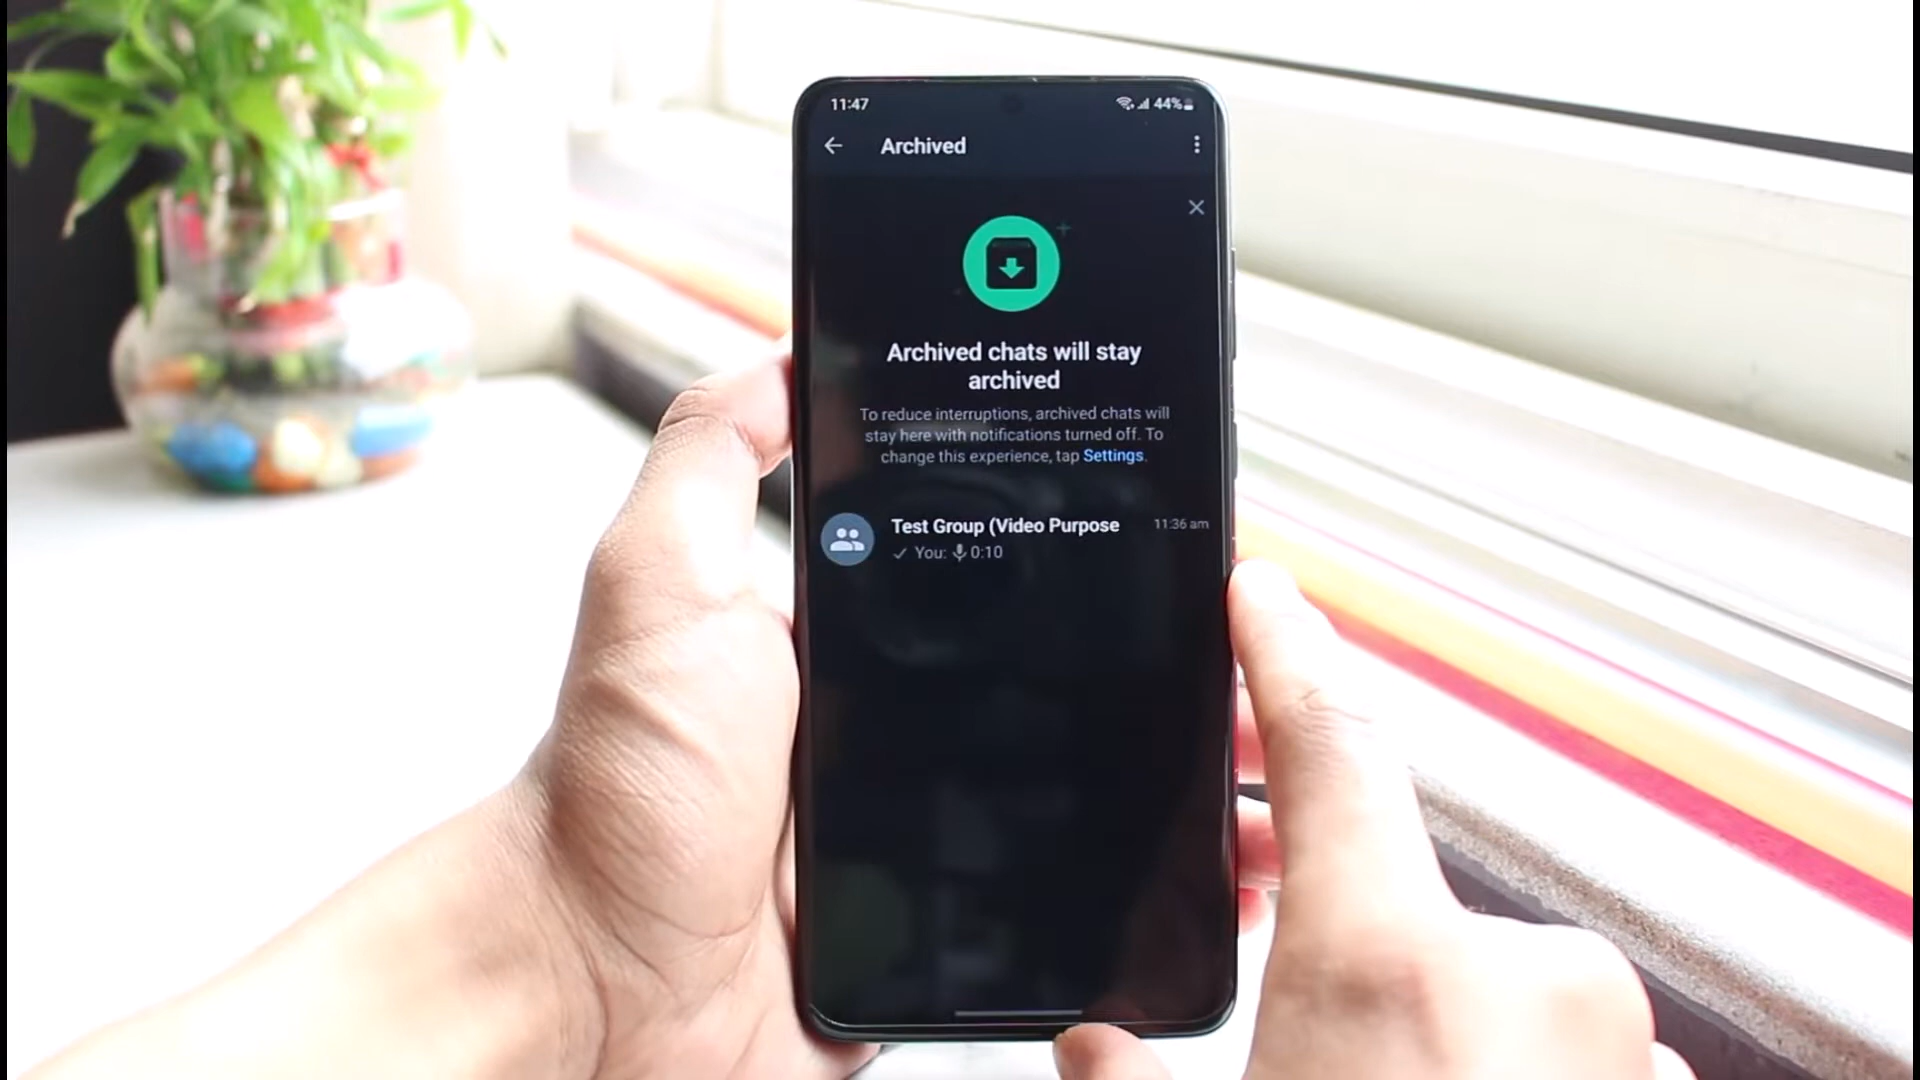 11:47
44%
Archived
Archived chats will stay
archived
To reduce interruptions, archived chats will
stay here with notifications turned off. To
change this experience, tap Settings.
Test Group (Video Purpose
11:36 am
You: 0:10